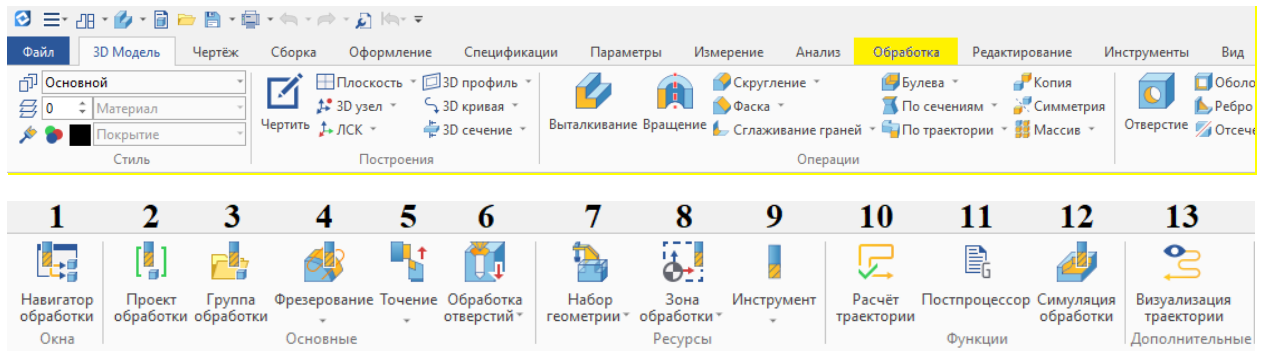 Файл 3D Модель Чертёж Сборка Оформление Спецификации Параметры Измерение Анализ Обработка Редактирование Инструменты Вид
Основной Плоскость 3D профиль Скругление Булева Копия Оболо
0 Материал 3D узел 3D кривая Фаска По сечениям Симметрия Ребро
Покрытие Чертить ЛСК 3D сечение Выталкивание Вращение Сглаживание граней По траектории Массив Отверстие Отсече
Стиль Построения Операции
1 2 3 4 5 6 7 8 9 10 11 12 13
Навигатор Проект Группа Фрезерование Точение Обработка Набор Зона Инструмент Расчёт Постпроцессор Симуляция Визуализация
обработки обработки обработки отверстий геометрии обработки траектории обработки траектории
Окна Основные Ресурсы Функции Дополнительные